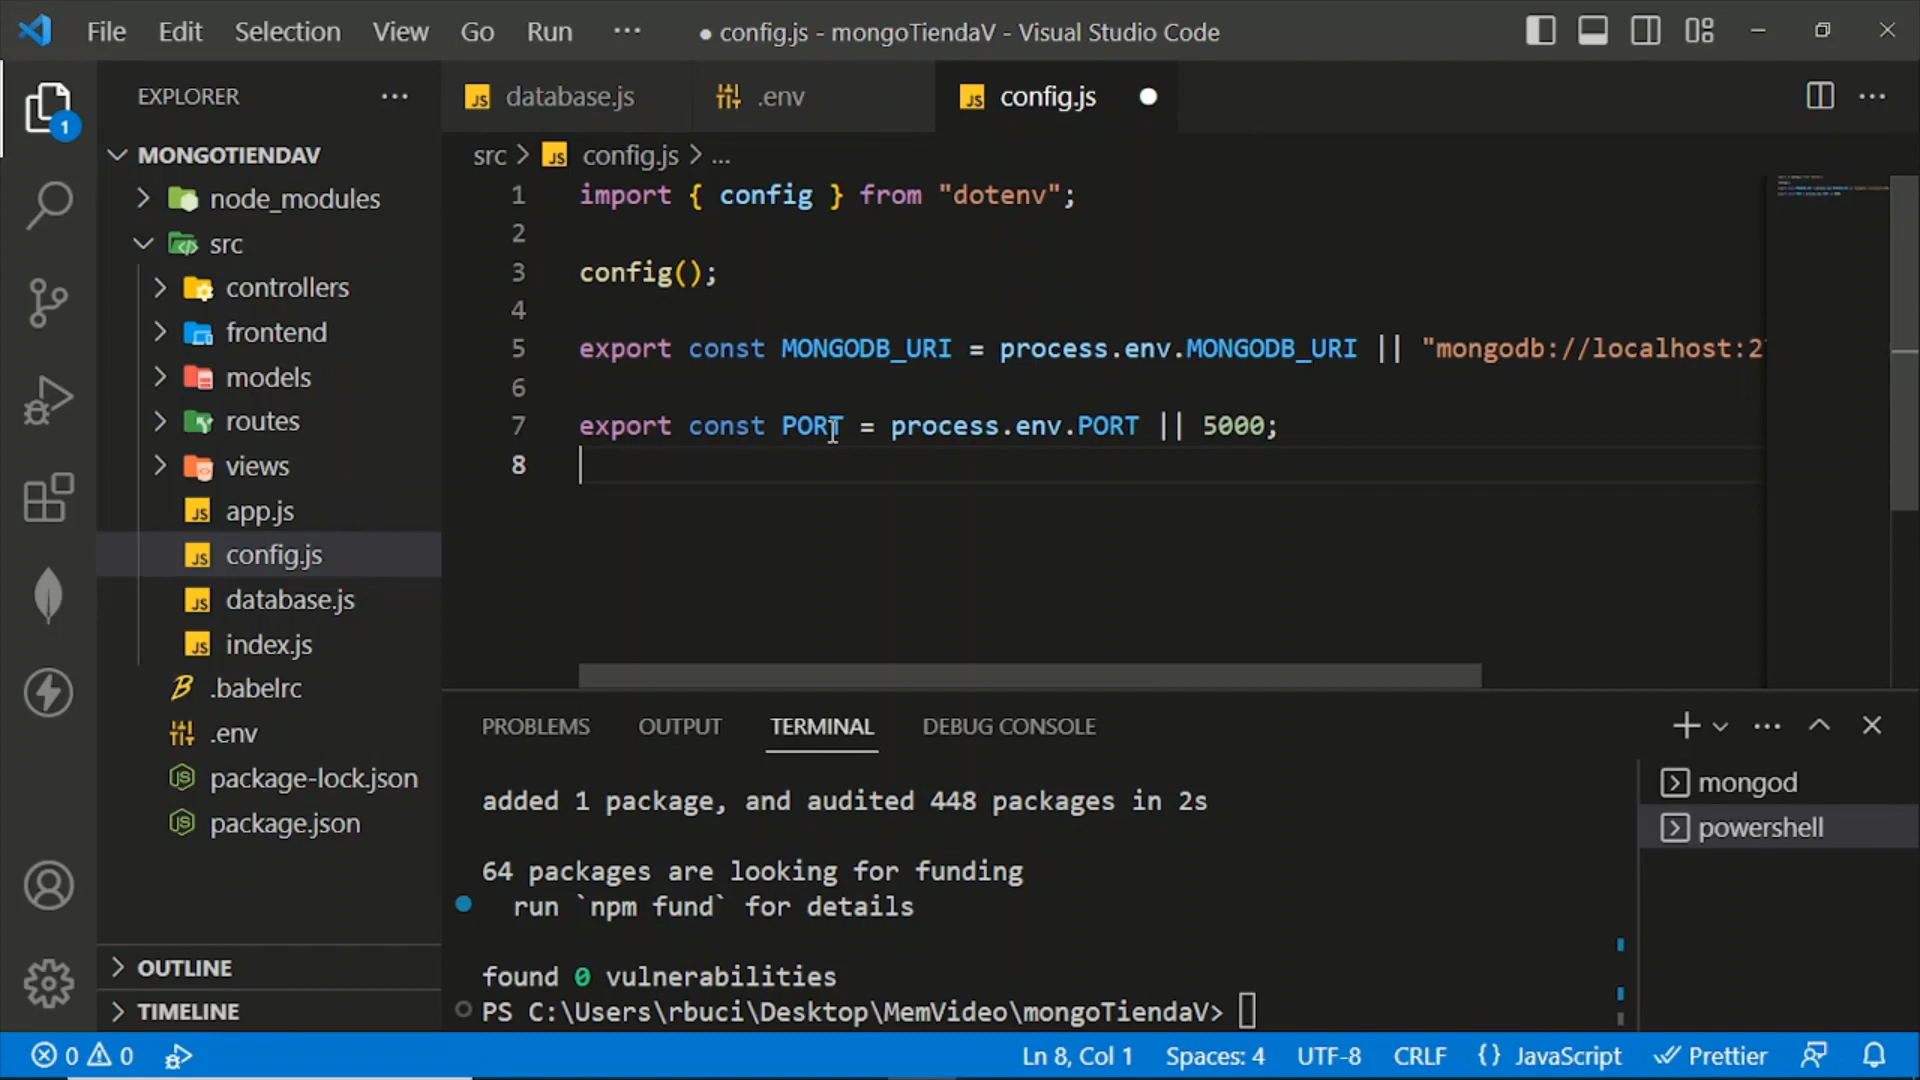 File Edit Selection View Go Run ··· ● config.js - mongoTiendaV - Visual Studio Code
EXPLORER ···
MONGOTIENDAV
node_modules
src
controllers
frontend
models
routes
views
app.js
config.js
database.js
index.js
.babelrc
.env
package-lock.json
package.json
OUTLINE
TIMELINE
1
JS database.js .env JS config.js ●
src > JS config.js > ...
1 import { config } from "dotenv";
2
3 config();
4
5 export const MONGODB_URI = process.env.MONGODB_URI || "mongodb://localhost:2
6
7 export const PORT = process.env.PORT || 5000;
8
PROBLEMS OUTPUT TERMINAL DEBUG CONSOLE
added 1 package, and audited 448 packages in 2s
64 packages are looking for funding
run `npm fund` for details
found 0 vulnerabilities
PS C:\Users\rbuci\Desktop\MemVideo\mongoTiendaV>
mongod
powershell
0 0 Ln 8, Col 1 Spaces: 4 UTF-8 CRLF {} JavaScript Prettier